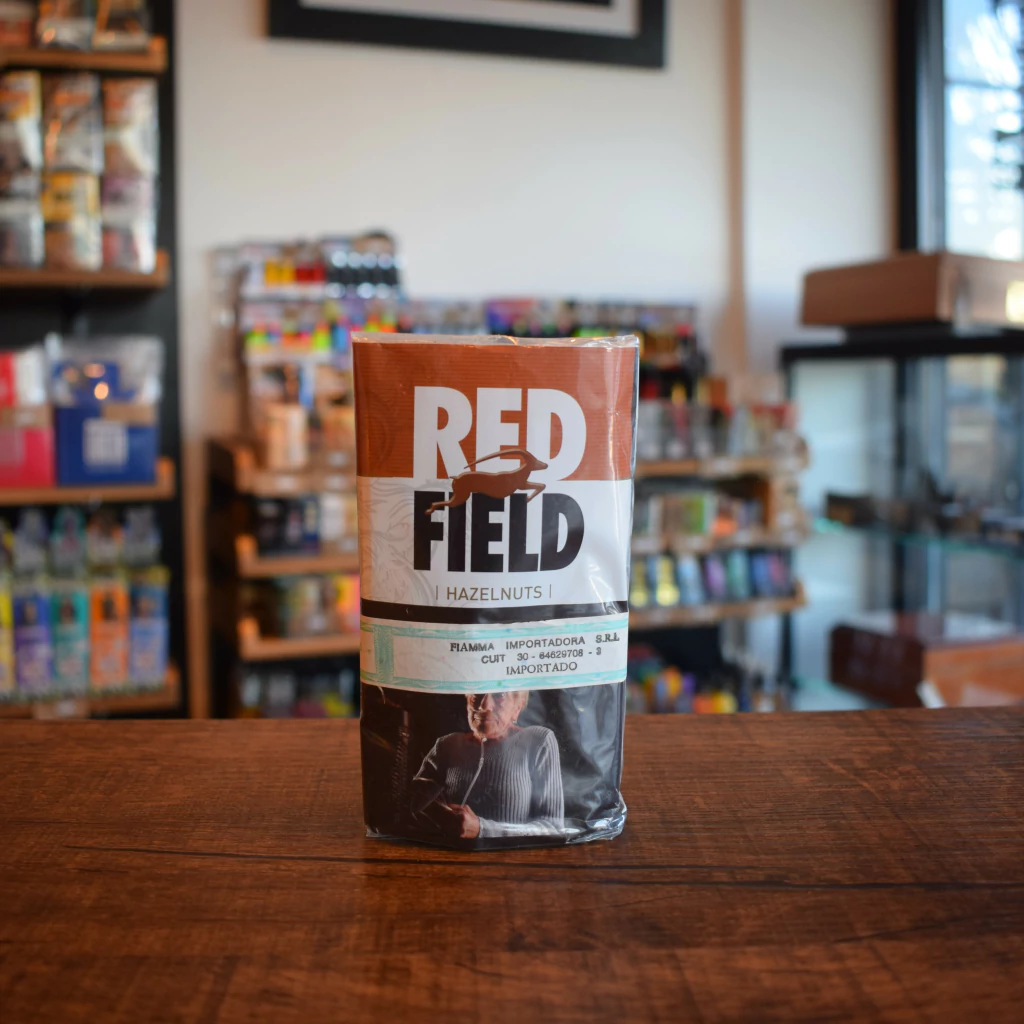 RED
FIELD
| HAZELNUTS |
FIAMMA IMPORTADORA S.R.L
CUIT 30 - 64629708 - 3
IMPORTADO